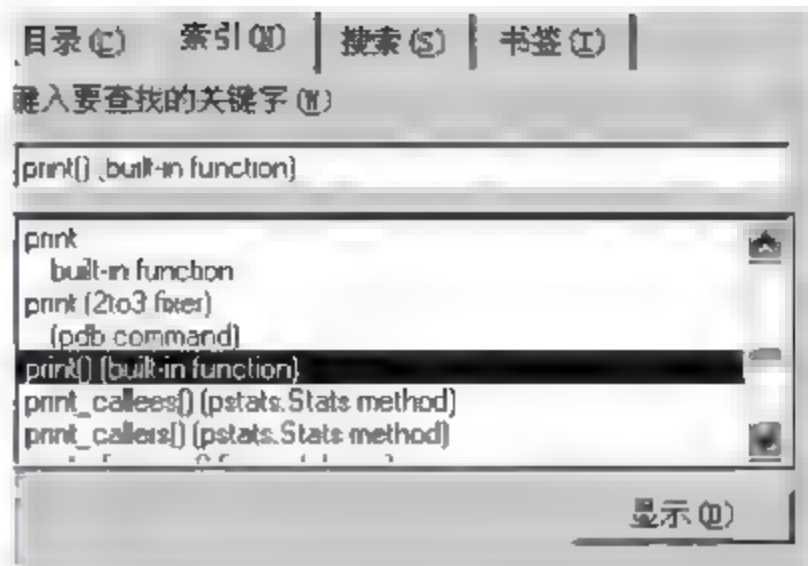 目录(C) 索引(N) 搜索(S) 书签(I)
键入要查找的关键字(W)
print() (built-in function)
print
built-in function
print (2to3 fixer)
(pdb command)
print() (built-in function)
print_callees() (pstats.Stats method)
print_callers() (pstats.Stats method)
显示(D)